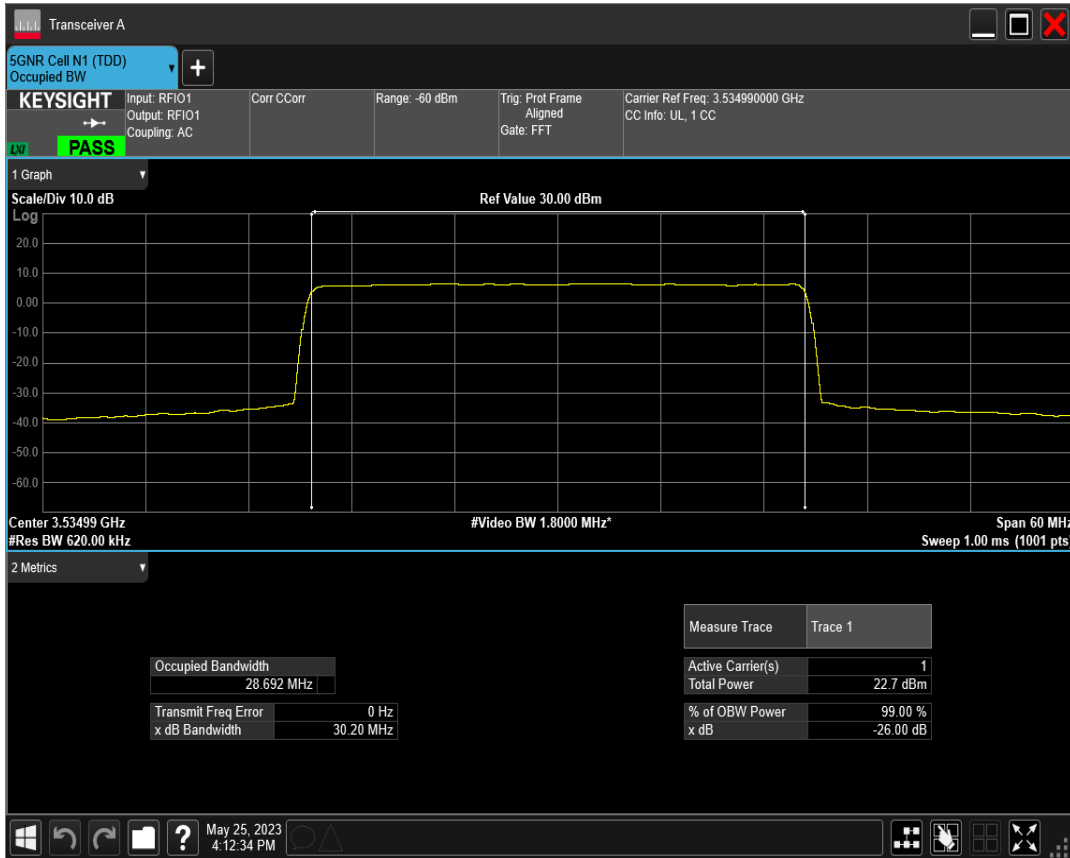 Transceiver A
5GNR Cell N1 (TDD)
Occupied BW
KEYSIGHT
LXI
PASS
Input: RFIO1
Output: RFIO1
Coupling: AC
Corr CCorr
Range: -60 dBm
Trig: Prot Frame
Aligned
Gate: FFT
Carrier Ref Freq: 3.534990000 GHz
CC Info: UL, 1 CC
1 Graph
Scale/Div 10.0 dB
Ref Value 30.00 dBm
Log
20.0
10.0
0.00
-10.0
-20.0
-30.0
-40.0
-50.0
-60.0
Center 3.53499 GHz
#Video BW 1.8000 MHz*
Span 60 MHz
#Res BW 620.00 kHz
Sweep 1.00 ms (1001 pts)
2 Metrics
Measure Trace Trace 1
Occupied Bandwidth
28.692 MHz
Transmit Freq Error 0 Hz
x dB Bandwidth 30.20 MHz
Active Carrier(s) 1
Total Power 22.7 dBm
% of OBW Power 99.00 %
x dB -26.00 dB
May 25, 2023
4:12:34 PM